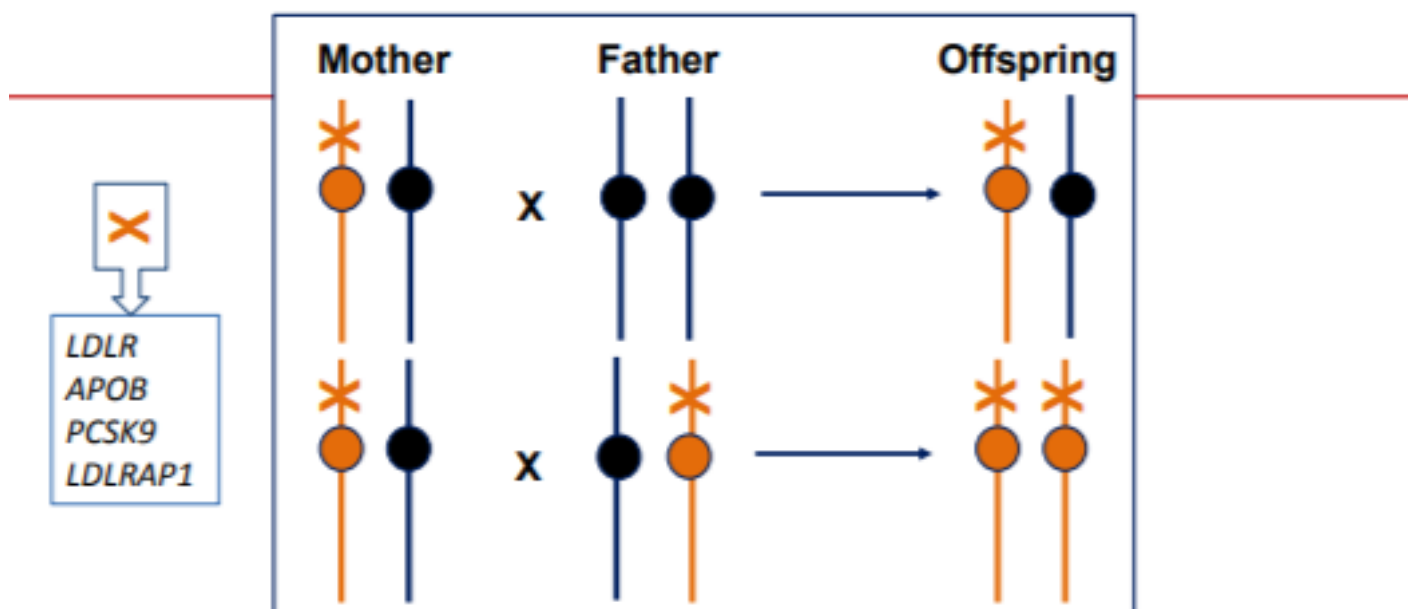 Mother Father Offspring
X
LDLR
APOB
PCSK9
LDLRAP1
X